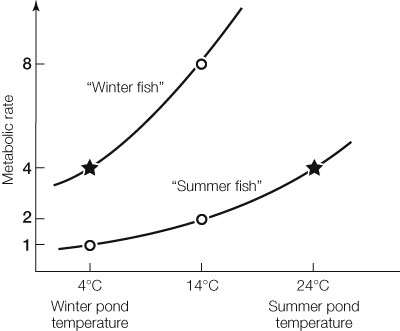 8
"Winter fish"
Metabolic rate
4
"Summer fish"
2
1
4°C
14°C
24°C
Winter pond
temperature
Summer pond
temperature